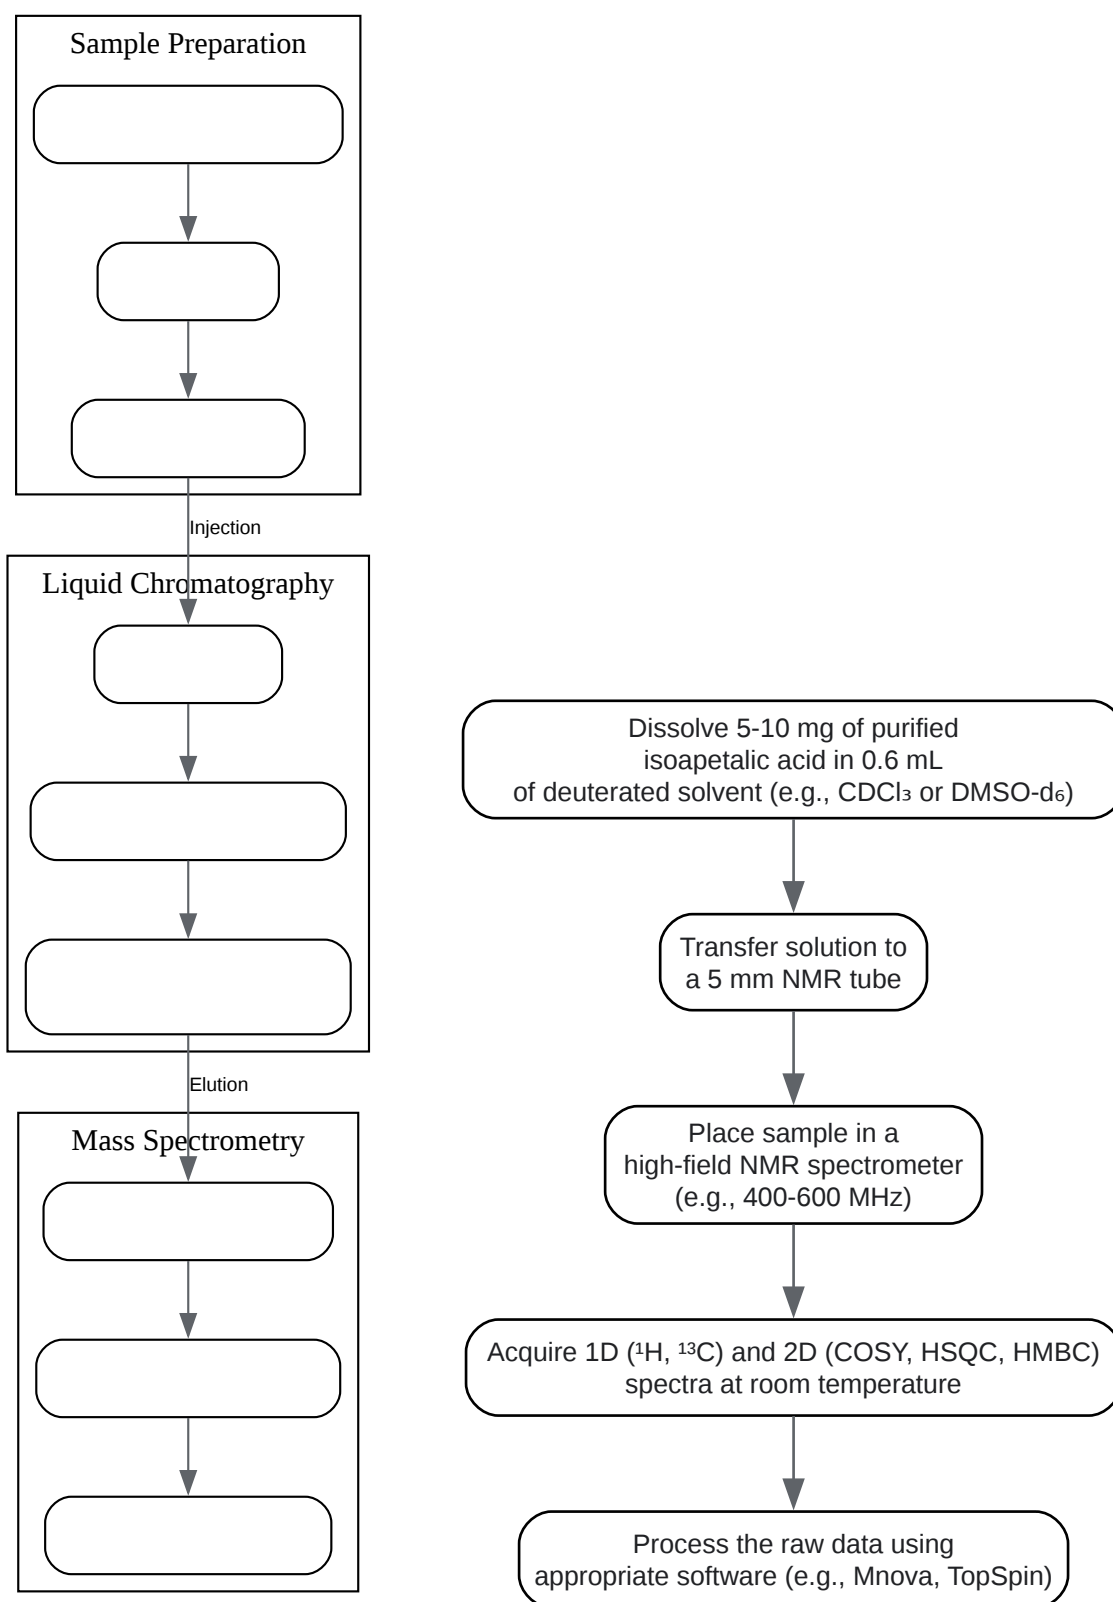 Sample Preparation
Injection
Liquid Chromatography
Elution
Mass Spectrometry
Dissolve 5-10 mg of purified
isoapetalic acid in 0.6 mL
of deuterated solvent (e.g., CDCl₃ or DMSO-d₆)
Transfer solution to
a 5 mm NMR tube
Place sample in a
high-field NMR spectrometer
(e.g., 400-600 MHz)
Acquire 1D (¹H, ¹³C) and 2D (COSY, HSQC, HMBC)
spectra at room temperature
Process the raw data using
appropriate software (e.g., Mnova, TopSpin)